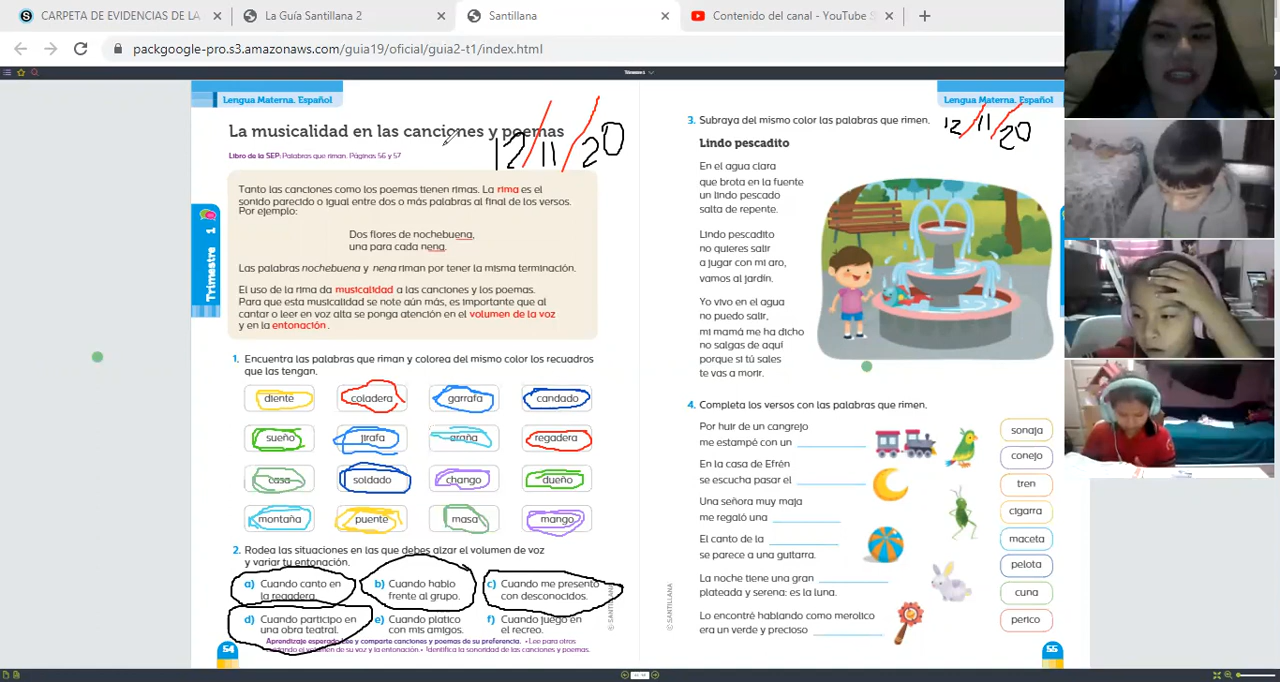 CARPETA DE EVIDENCIAS DE LA
La Guía Santillana 2
Santillana
Contenido del canal - YouTube S
packgoogle-pro.s3.amazonaws.com/guia19/oficial/guia2-t1/index.html
Trimestre 1
Lengua Materna. Español
La musicalidad en las canciones y poemas
12/11/20
Libro de la SEP: Palabras que riman. Páginas 56 y 57
Tanto las canciones como los poemas tienen rimas. La rima es el
sonido parecido o igual entre dos o más palabras al final de los versos.
Por ejemplo:
Dos flores de nochebuena,
una para cada nena.
Las palabras nochebuena y nena riman por tener la misma terminación.
El uso de la rima da musicalidad a las canciones y los poemas.
Para que esta musicalidad se note aún más, es importante que al
cantar o leer en voz alta se ponga atención en el volumen de la voz
y en la entonación.
Trimestre 1
1. Encuentra las palabras que riman y colorea del mismo color los recuadros
que las tengan.
diente coladera garrafa candado
sueño jirafa araña regadera
casa soldado chango dueño
montaña puente masa mango
2. Rodea las situaciones en las que debes alzar el volumen de voz
y variar tu entonación.
a) Cuando canto en
la regadera.
b) Cuando hablo
frente al grupo.
c) Cuando me presento
con desconocidos.
d) Cuando participo en
una obra teatral.
e) Cuando platico
con mis amigos.
f) Cuando juego en
el recreo.
© SANTILLANA
54
Lengua Materna. Español
12/11/20
3. Subraya del mismo color las palabras que rimen.
Lindo pescadito
En el agua clara
que brota en la fuente
un lindo pescado
salta de repente.
Lindo pescadito
no quieres salir
a jugar con mi aro,
vamos al jardín.
Yo vivo en el agua
no puedo salir,
mi mamá me ha dicho
no salgas de aquí
porque si tú sales
te vas a morir.
4. Completa los versos con las palabras que rimen.
Por huir de un cangrejo
me estampé con un
En la casa de Efrén
se escucha pasar el
Una señora muy maja
me regaló una
El canto de la
se parece a una guitarra.
La noche tiene una gran
plateada y serena: es la luna.
Lo encontré hablando como merolico
era un verde y precioso
sonaja
conejo
tren
cigarra
maceta
pelota
cuna
perico
© SANTILLANA
55